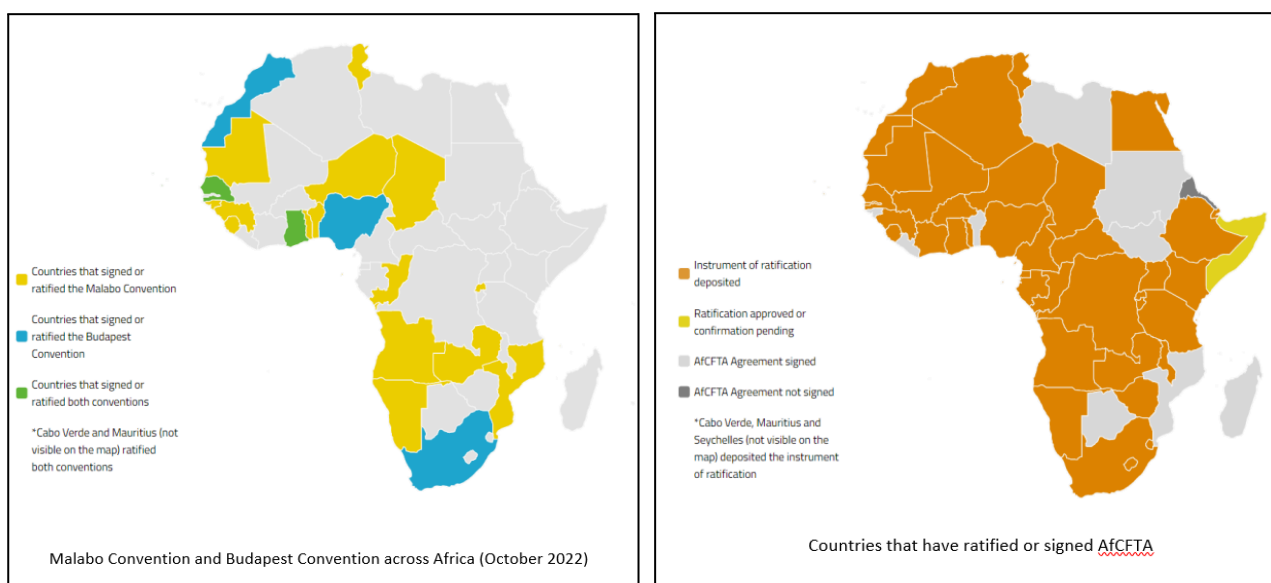 Countries that signed or
ratified the Malabo Convention
Countries that signed or
ratified the Budapest
Convention
Countries that signed or
ratified both conventions
*Cabo Verde and Mauritius (not
visible on the map) ratified
both conventions
Malabo Convention and Budapest Convention across Africa (October 2022)
Instrument of ratification
deposited
Ratification approved or
confirmation pending
AfCFTA Agreement signed
AfCFTA Agreement not signed
*Cabo Verde, Mauritius and
Seychelles (not visible on the
map) deposited the instrument
of ratification
Countries that have ratified or signed AfCFTA